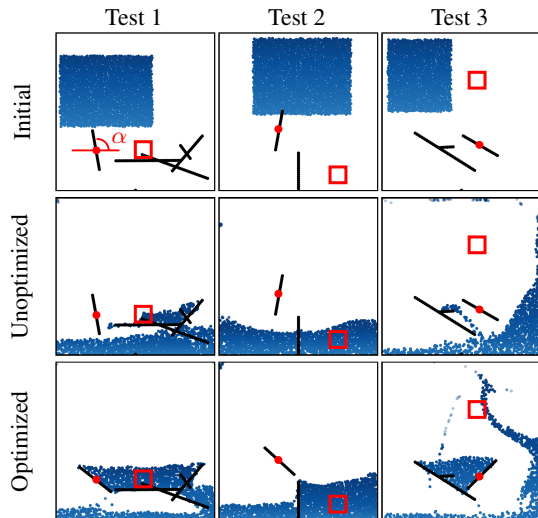 Test 1
Test 2
Test 3
Initial
α
Unoptimized
Optimized